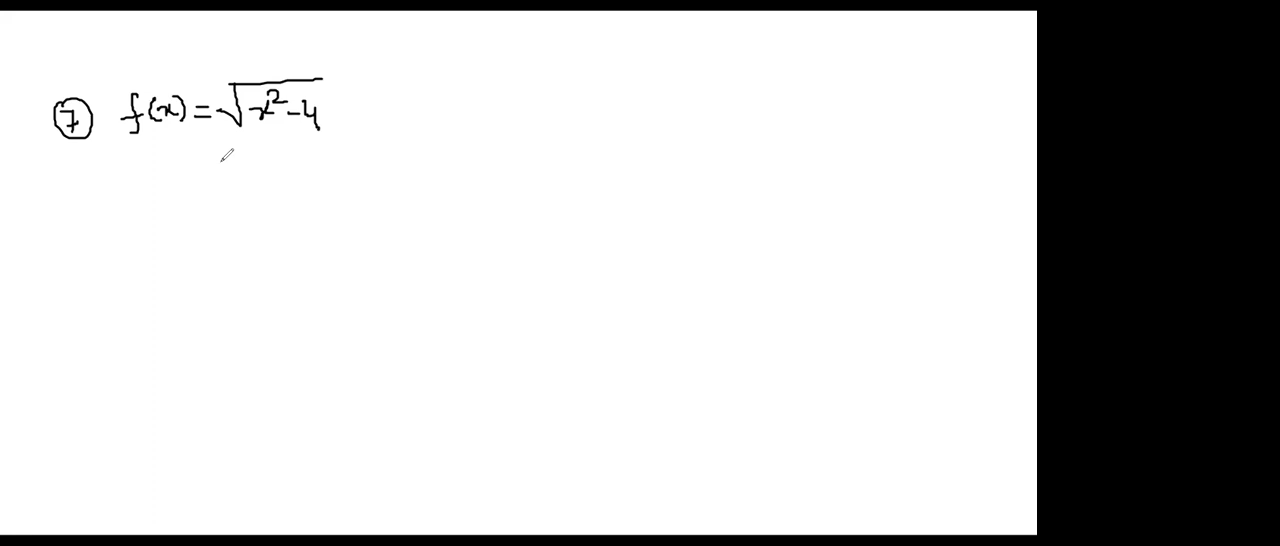 ⑦ f(x) = √(x²-4)